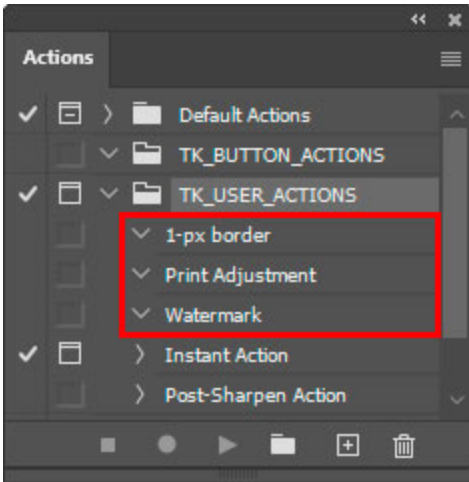 Actions
Default Actions
TK_BUTTON_ACTIONS
TK_USER_ACTIONS
1-px border
Print Adjustment
Watermark
Instant Action
Post-Sharpen Action